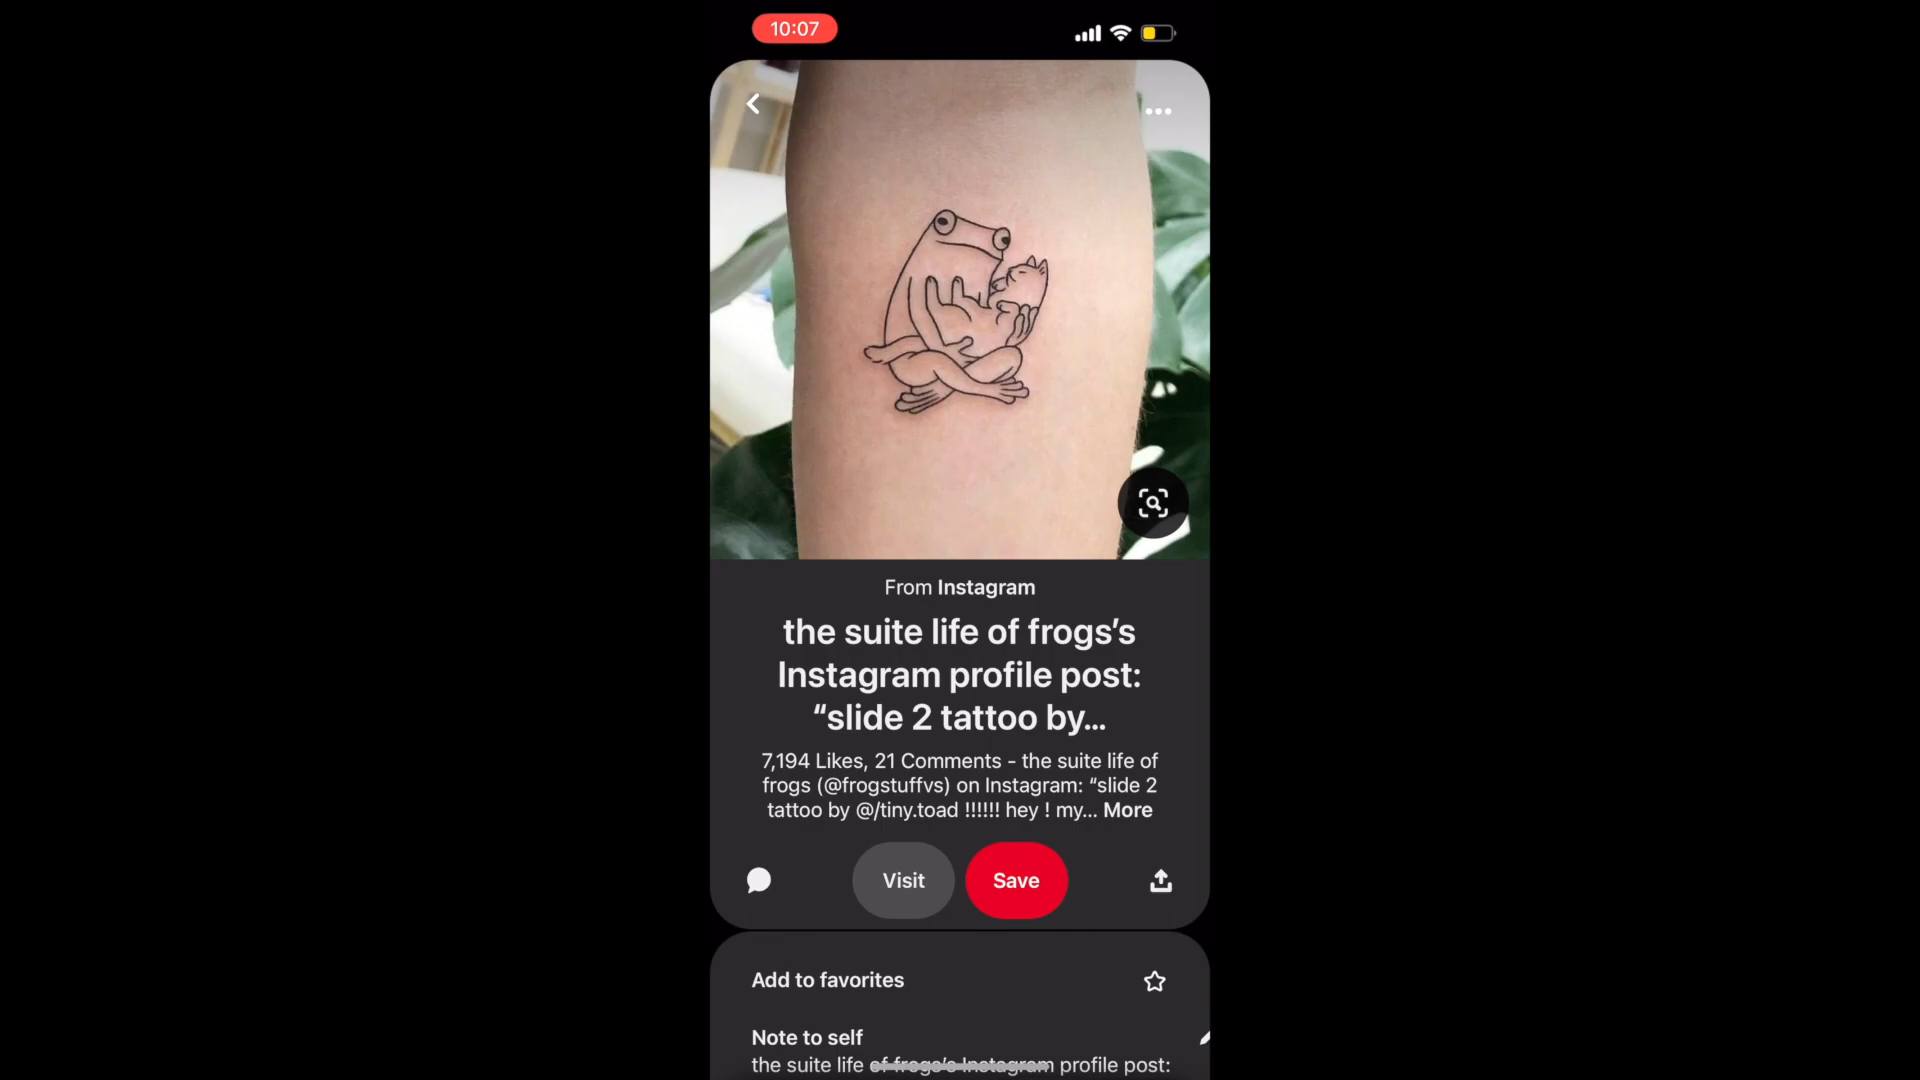 10:07
From Instagram
the suite life of frogs’s
Instagram profile post:
“slide 2 tattoo by...
7,194 Likes, 21 Comments - the suite life of
frogs (@frogstuffvs) on Instagram: “slide 2
tattoo by @/tiny.toad !!!!!! hey ! my... More
Visit
Save
Add to favorites
Note to self
the suite life of frogs’s Instagram profile post: